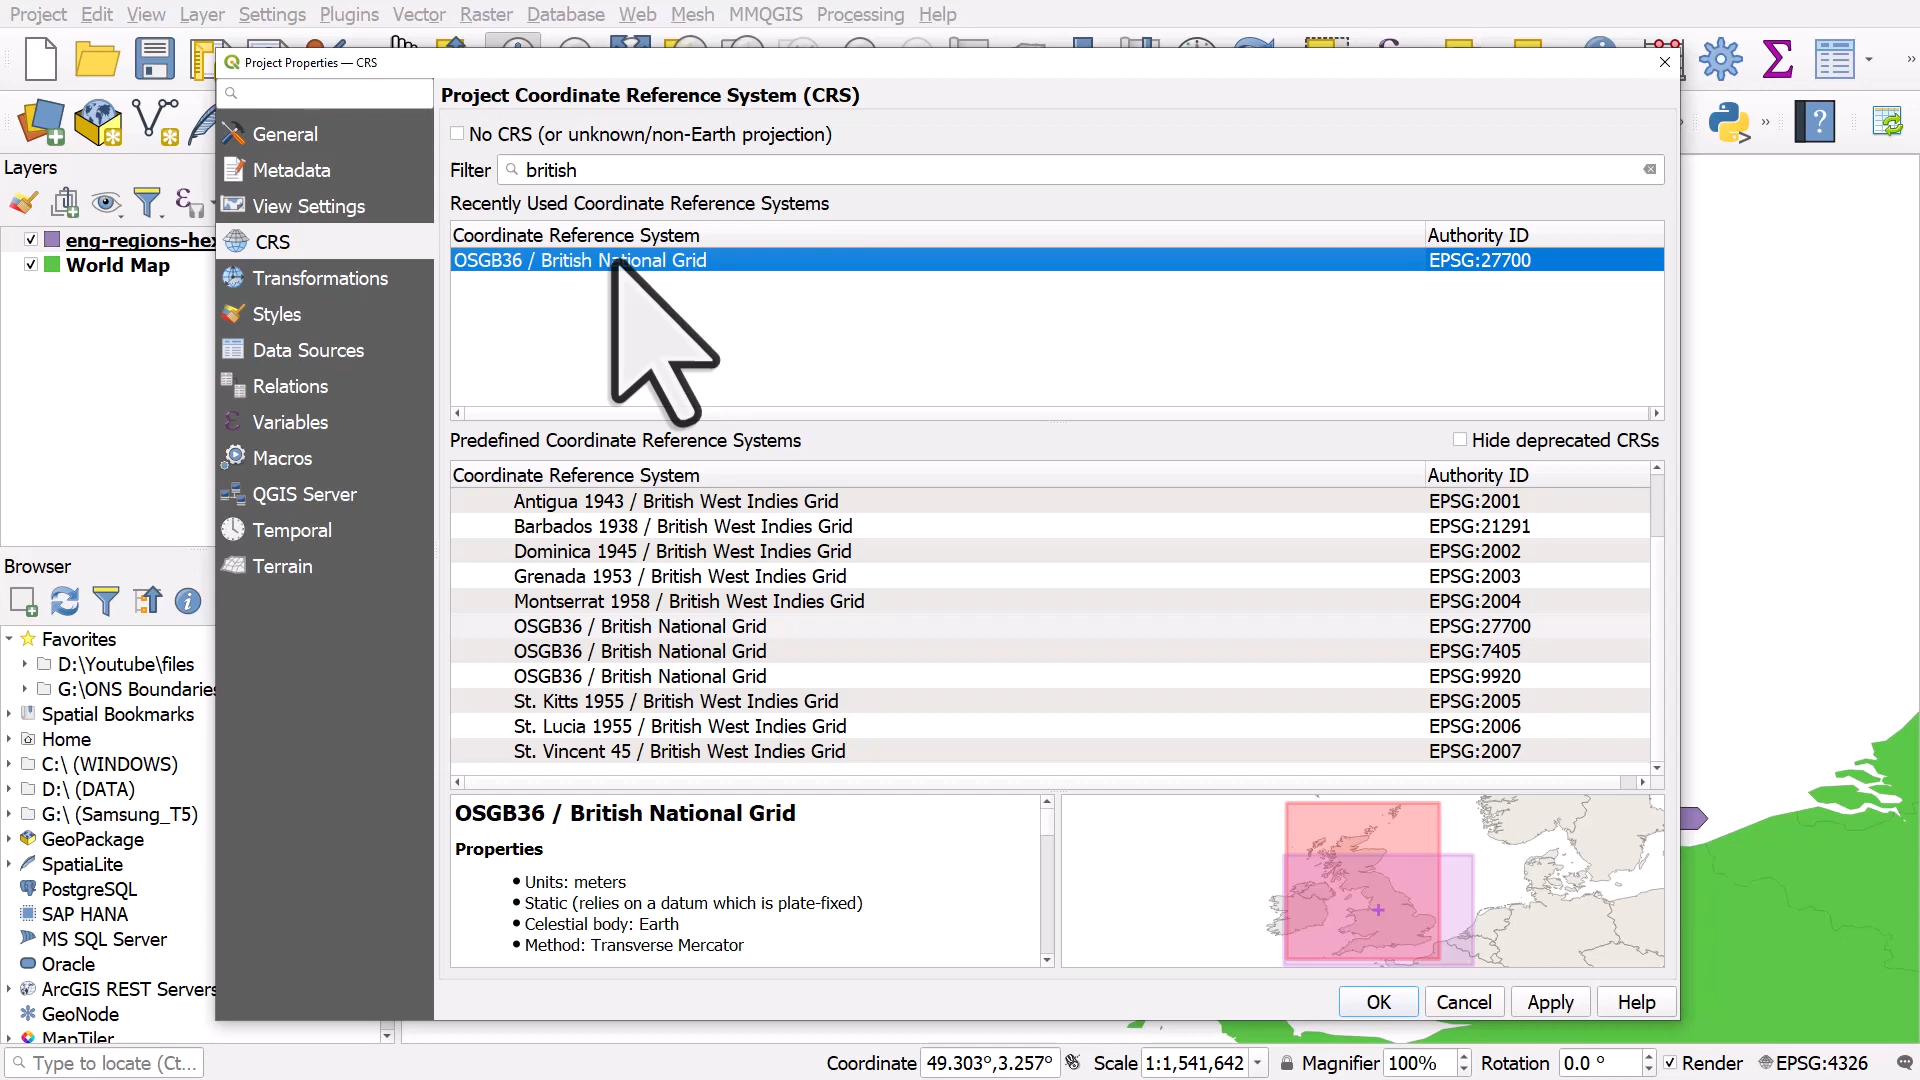 Project Edit View Layer Settings Plugins Vector Raster Database Web Mesh MMQGIS Processing Help
Project Properties — CRS
Project Coordinate Reference System (CRS)
General
Metadata
View Settings
CRS
Transformations
Styles
Data Sources
Relations
Variables
Macros
QGIS Server
Temporal
Terrain
No CRS (or unknown/non-Earth projection)
Filter british
Recently Used Coordinate Reference Systems
Coordinate Reference System Authority ID
OSGB36 / British National Grid EPSG:27700
Predefined Coordinate Reference Systems Hide deprecated CRSs
Coordinate Reference System Authority ID
Antigua 1943 / British West Indies Grid EPSG:2001
Barbados 1938 / British West Indies Grid EPSG:21291
Dominica 1945 / British West Indies Grid EPSG:2002
Grenada 1953 / British West Indies Grid EPSG:2003
Montserrat 1958 / British West Indies Grid EPSG:2004
OSGB36 / British National Grid EPSG:27700
OSGB36 / British National Grid EPSG:7405
OSGB36 / British National Grid EPSG:9920
St. Kitts 1955 / British West Indies Grid EPSG:2005
St. Lucia 1955 / British West Indies Grid EPSG:2006
St. Vincent 45 / British West Indies Grid EPSG:2007
OSGB36 / British National Grid
Properties
• Units: meters
• Static (relies on a datum which is plate-fixed)
• Celestial body: Earth
• Method: Transverse Mercator
OK Cancel Apply Help
Layers
eng-regions-hex
World Map
Browser
Favorites
D:\Youtube\files
G:\ONS Boundaries
Spatial Bookmarks
Home
C:\ (WINDOWS)
D:\ (DATA)
G:\ (Samsung_T5)
GeoPackage
SpatiaLite
PostgreSQL
SAP HANA
MS SQL Server
Oracle
ArcGIS REST Servers
GeoNode
MapTiler
Type to locate (Ct... Coordinate 49.303°,3.257° Scale 1:1,541,642 Magnifier 100% Rotation 0.0 ° Render EPSG:4326